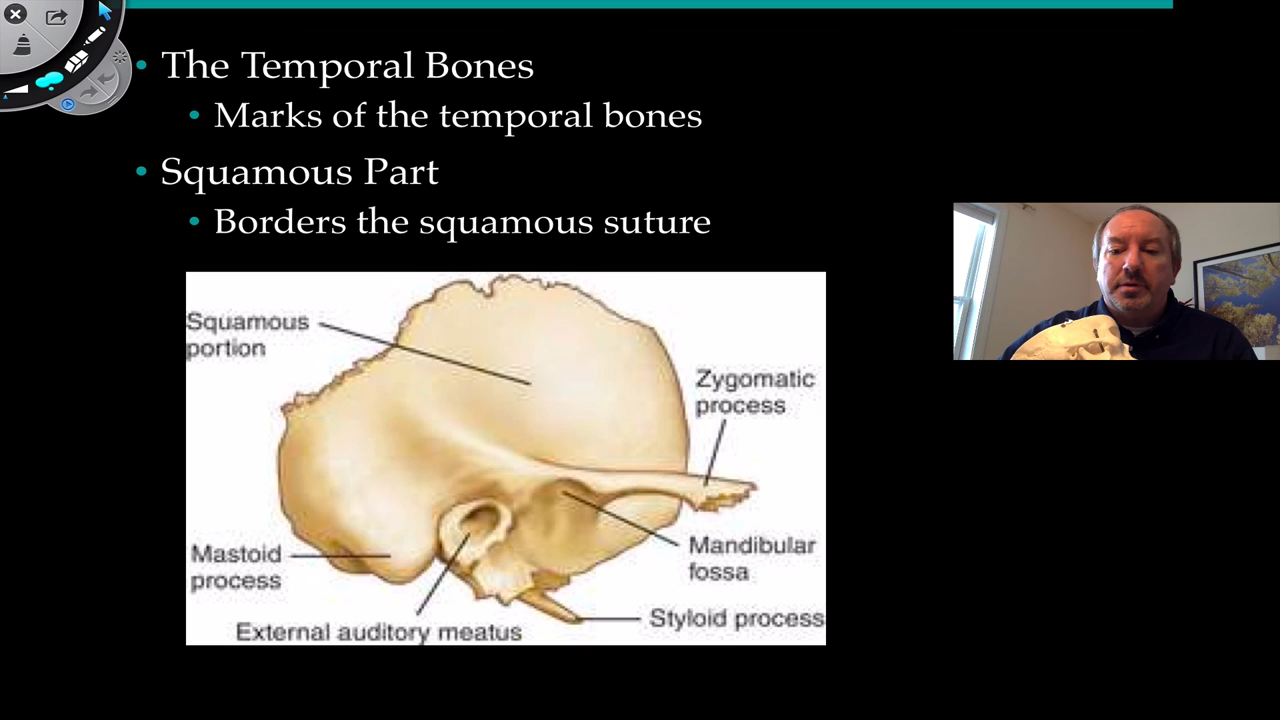 The Temporal Bones
Marks of the temporal bones
Squamous Part
Borders the squamous suture
Squamous
portion
Zygomatic
process
Mandibular
fossa
Mastoid
process
Styloid process
External auditory meatus